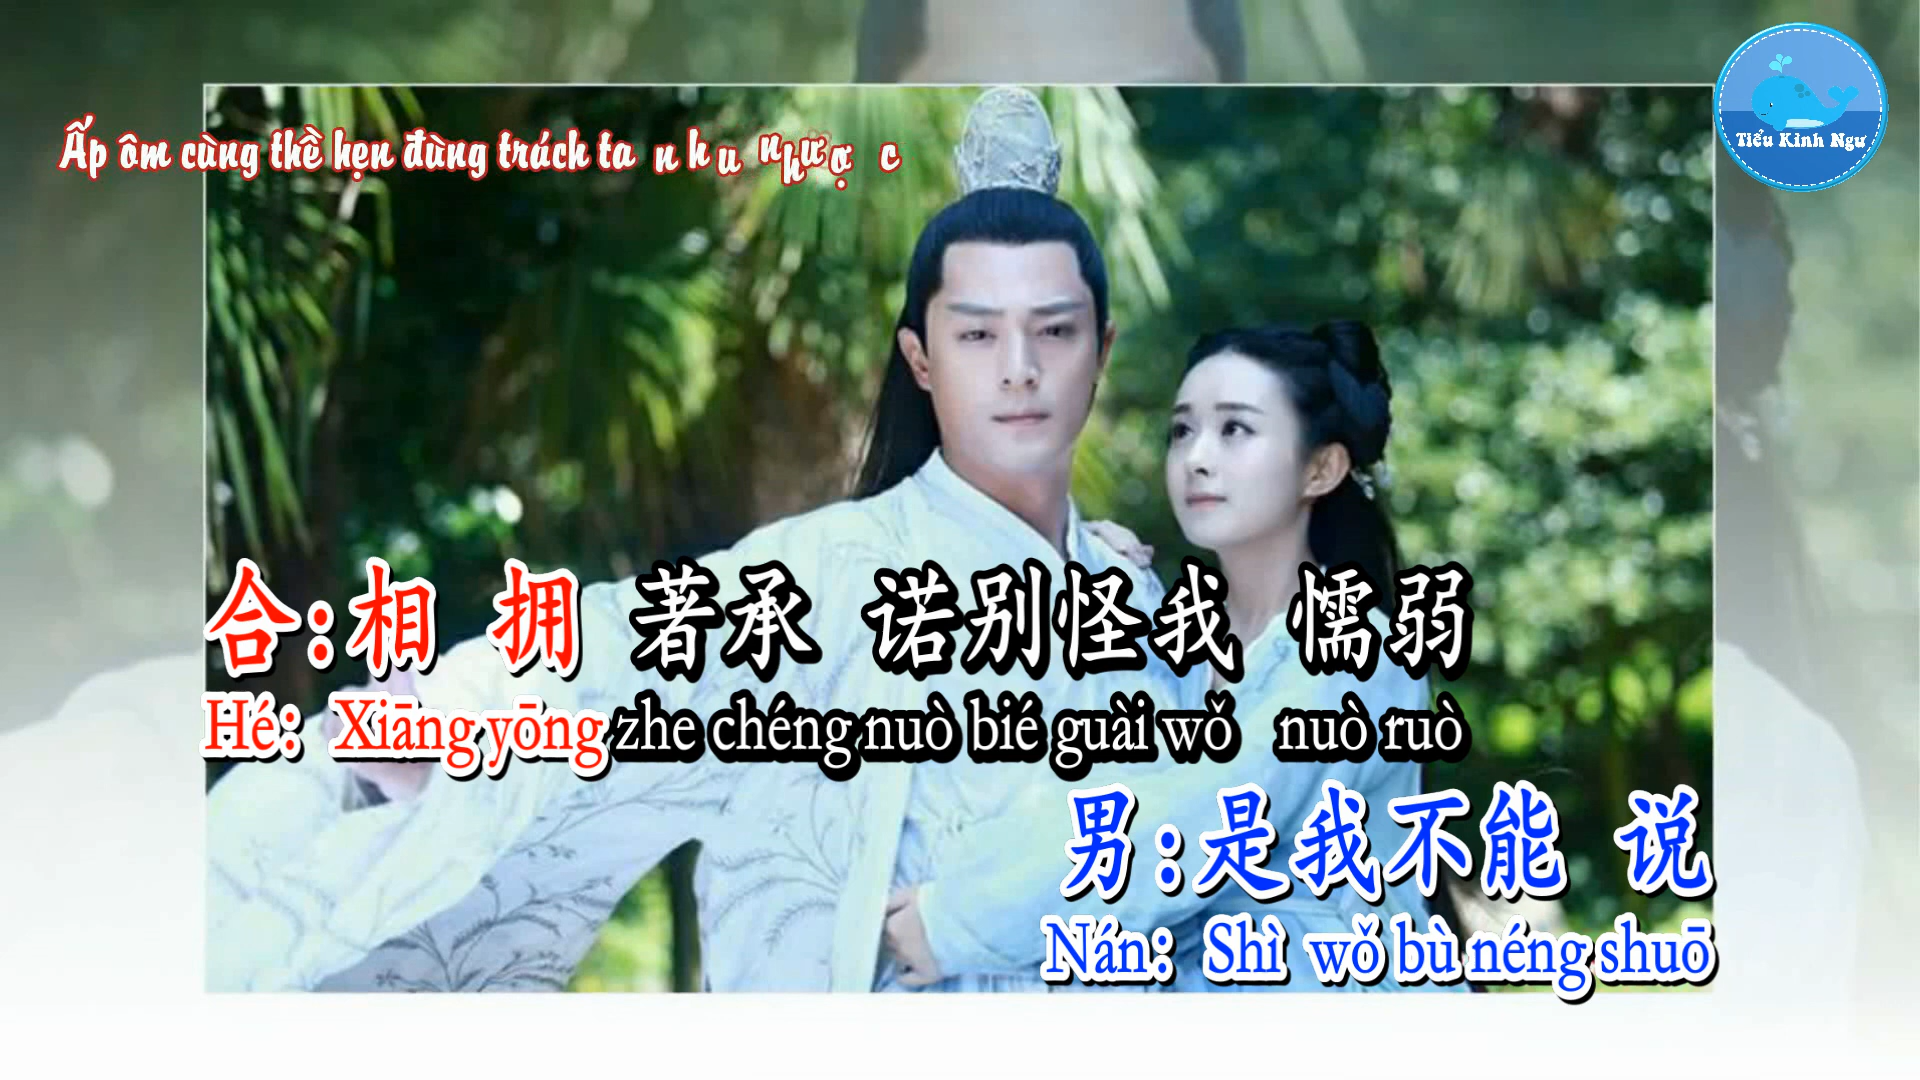 Ấp ôm cùng thề hẹn đừng trách ta nhu nhược
Tiểu Kình Ngư
合:相 拥 著承 诺别怪我 懦弱
Hé: Xiāng yōng zhe chéng nuò bié guài wǒ nuò ruò
男:是我不能 说
Nán: Shì wǒ bù néng shuō